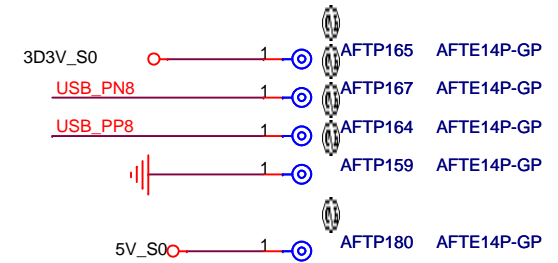 3D3V_S0 1 AFTP165 AFTE14P-GP
USB_PN8 1 AFTP167 AFTE14P-GP
USB_PP8 1 AFTP164 AFTE14P-GP
1 AFTP159 AFTE14P-GP
5V_S0 1 AFTP180 AFTE14P-GP